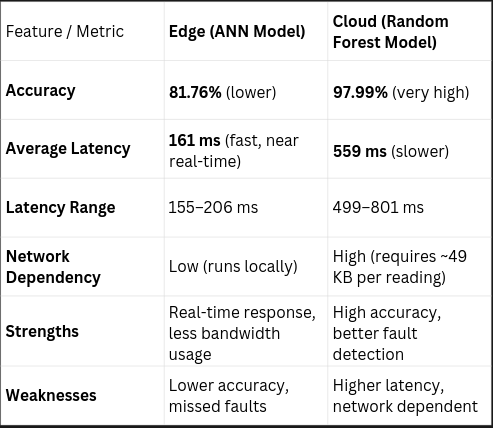 Feature / Metric
Edge (ANN Model)
Cloud (Random
Forest Model)
Accuracy
81.76% (lower)
97.99% (very high)
Average Latency
161 ms (fast, near
real-time)
559 ms (slower)
Latency Range
155–206 ms
499–801 ms
Network
Dependency
Low (runs locally)
High (requires ~49
KB per reading)
Strengths
Real-time response,
less bandwidth
usage
High accuracy,
better fault
detection
Weaknesses
Lower accuracy,
missed faults
Higher latency,
network dependent